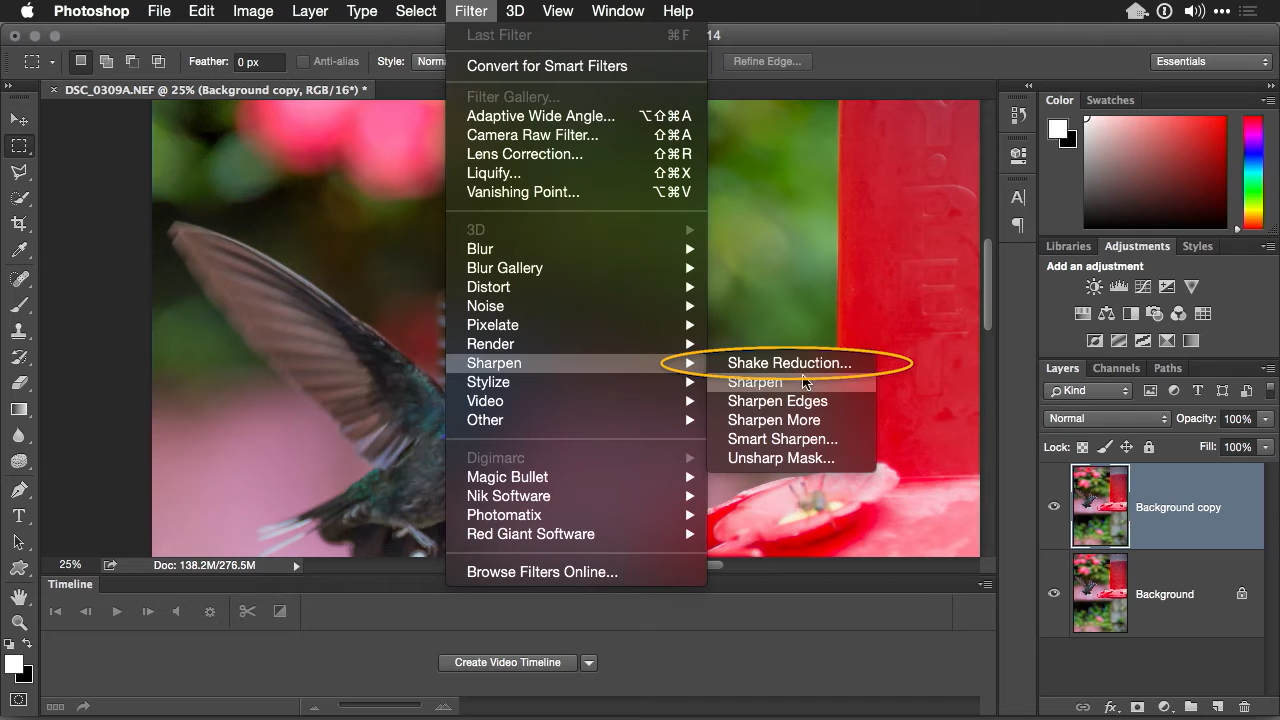 Photoshop File Edit Image Layer Type Select Filter 3D View Window Help
14
Feather: 0 px Anti-alias Style: Norm Refine Edge... Essentials
× DSC_0309A.NEF @ 25% (Background copy, RGB/16*) *
Last Filter ⌘F
Convert for Smart Filters
Filter Gallery...
Adaptive Wide Angle... ⌥⇧⌘A
Camera Raw Filter... ⇧⌘A
Lens Correction... ⇧⌘R
Liquify... ⇧⌘X
Vanishing Point... ⌥⌘V
3D
Blur
Blur Gallery
Distort
Noise
Pixelate
Render
Sharpen
Stylize
Video
Other
Digimarc
Magic Bullet
Nik Software
Photomatix
Red Giant Software
Browse Filters Online...
Shake Reduction...
Sharpen
Sharpen Edges
Sharpen More
Smart Sharpen...
Unsharp Mask...
Color Swatches
Libraries Adjustments Styles
Add an adjustment
Layers Channels Paths
Kind
Normal Opacity: 100%
Lock: Fill: 100%
Background copy
Background
25% Doc: 138.2M/276.5M
Timeline
Create Video Timeline